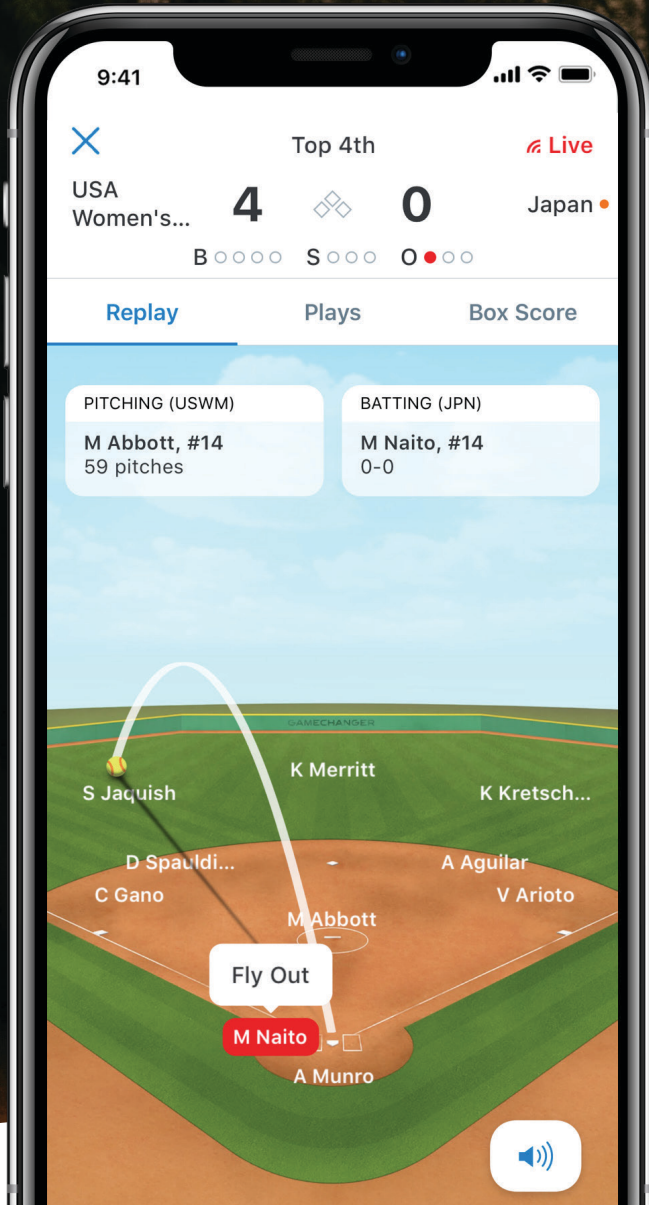 9:41
Top 4th
Live
USA
Women's...
4
0
Japan
B
S
O
Replay
Plays
Box Score
PITCHING (USWM)
M Abbott, #14
59 pitches
BATTING (JPN)
M Naito, #14
0-0
GAMECHANGER
K Merritt
S Jaquish
K Kretsch...
D Spauldi...
A Aguilar
C Gano
V Arioto
M Abbott
Fly Out
M Naito
A Munro